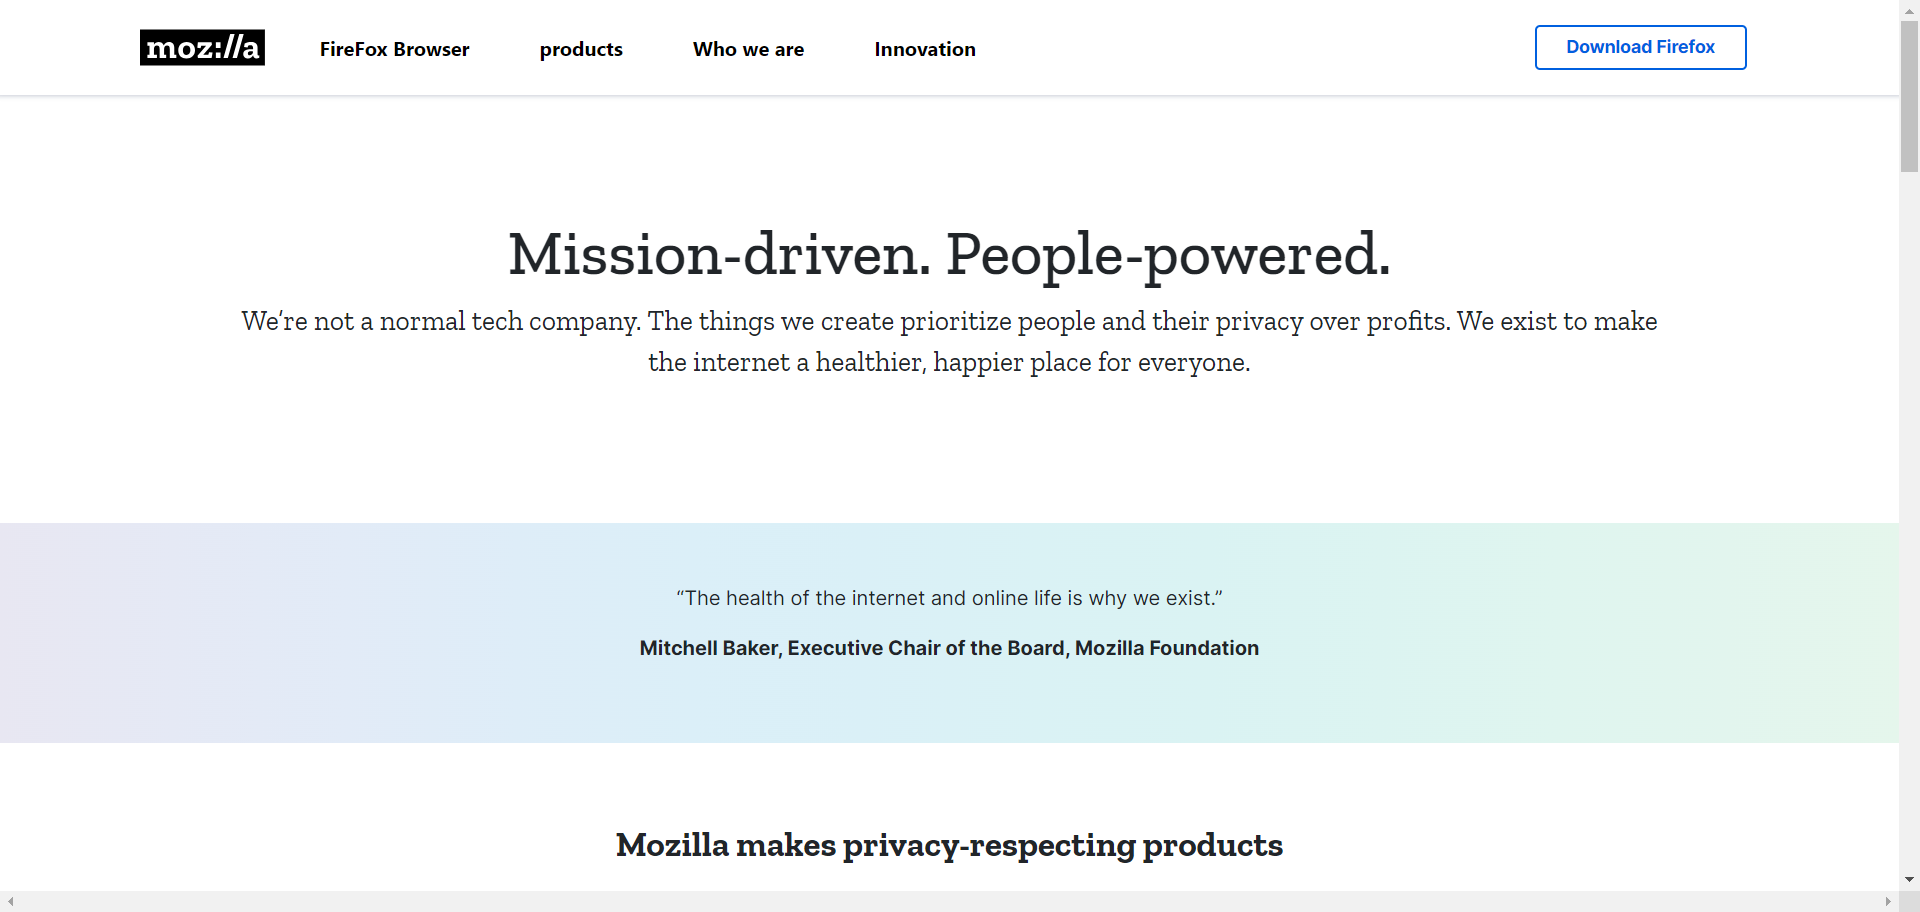 moz://a
FireFox Browser
products
Who we are
Innovation
Download Firefox
Mission-driven. People-powered.
We’re not a normal tech company. The things we create prioritize people and their privacy over profits. We exist to make
the internet a healthier, happier place for everyone.
“The health of the internet and online life is why we exist.”
Mitchell Baker, Executive Chair of the Board, Mozilla Foundation
Mozilla makes privacy-respecting products